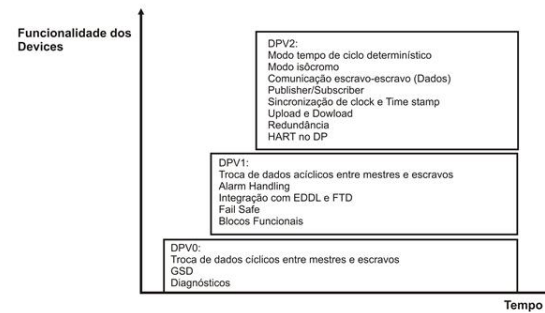 Funcionalidade dos
Devices
DPV2:
Modo tempo de ciclo determinístico
Modo isôcromo
Comunicação escravo-escravo (Dados)
Publisher/Subscriber
Sincronização de clock e Time stamp
Upload e Dowload
Redundância
HART no DP
DPV1:
Troca de dados acíclicos entre mestres e escravos
Alarm Handling
Integração com EDDL e FTD
Fail Safe
Blocos Funcionais
DPV0:
Troca de dados cíclicos entre mestres e escravos
GSD
Diagnósticos
Tempo